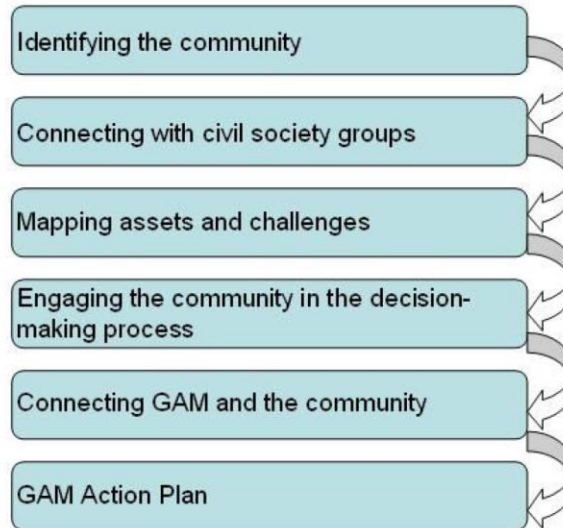 Identifying the community
Connecting with civil society groups
Mapping assets and challenges
Engaging the community in the decision-
making process
Connecting GAM and the community
GAM Action Plan